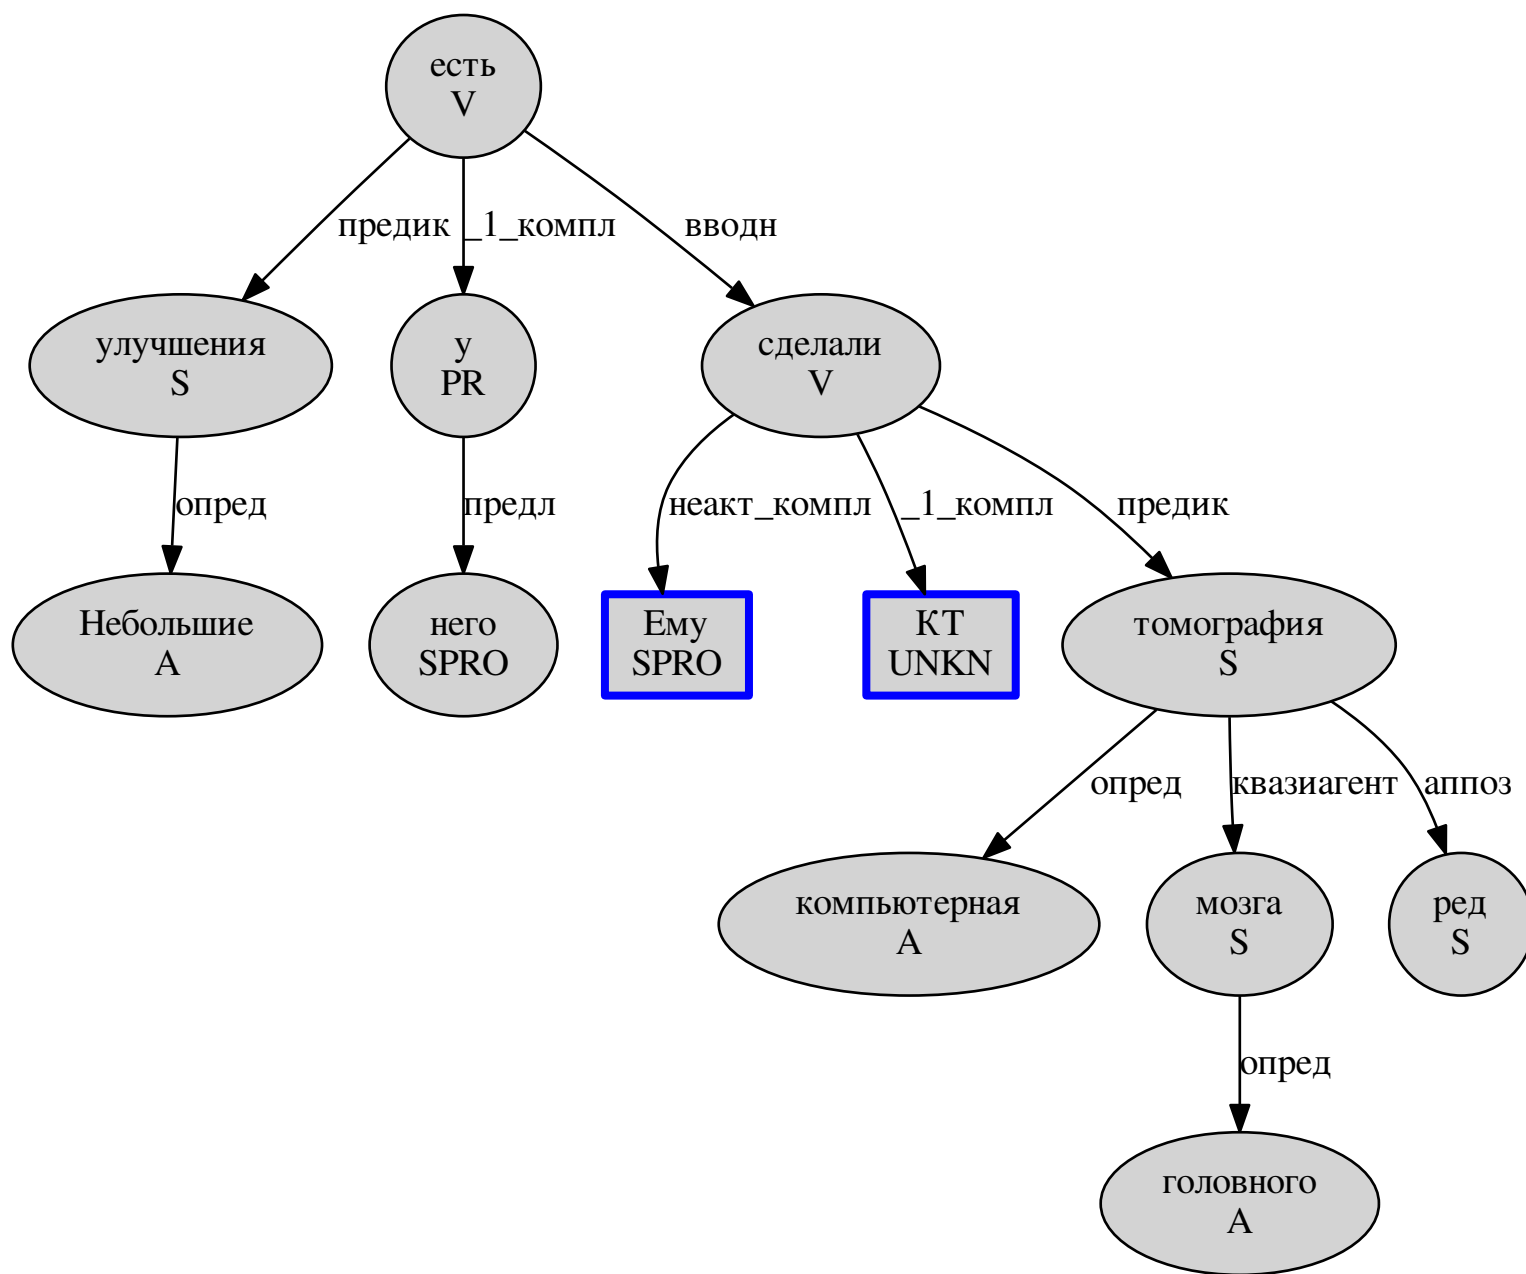 есть
V
предик
_1_компл
вводн
улучшения
S
у
PR
сделали
V
опред
предл
неакт_компл
_1_компл
предик
Небольшие
A
него
SPRO
Ему
SPRO
КТ
UNKN
томография
S
опред
квазиагент
аппоз
компьютерная
A
мозга
S
ред
S
опред
головного
A